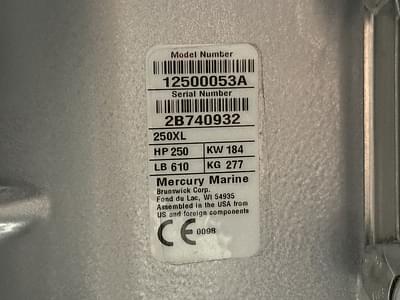 Model Number
12500053A
Serial Number
2B740932
250XL
HP 250 KW 184
LB 610 KG 277
Mercury Marine
Brunswick Corp.
Fond du Lac, WI 54935
Assembled in the USA from
US and foreign components
CE 0098